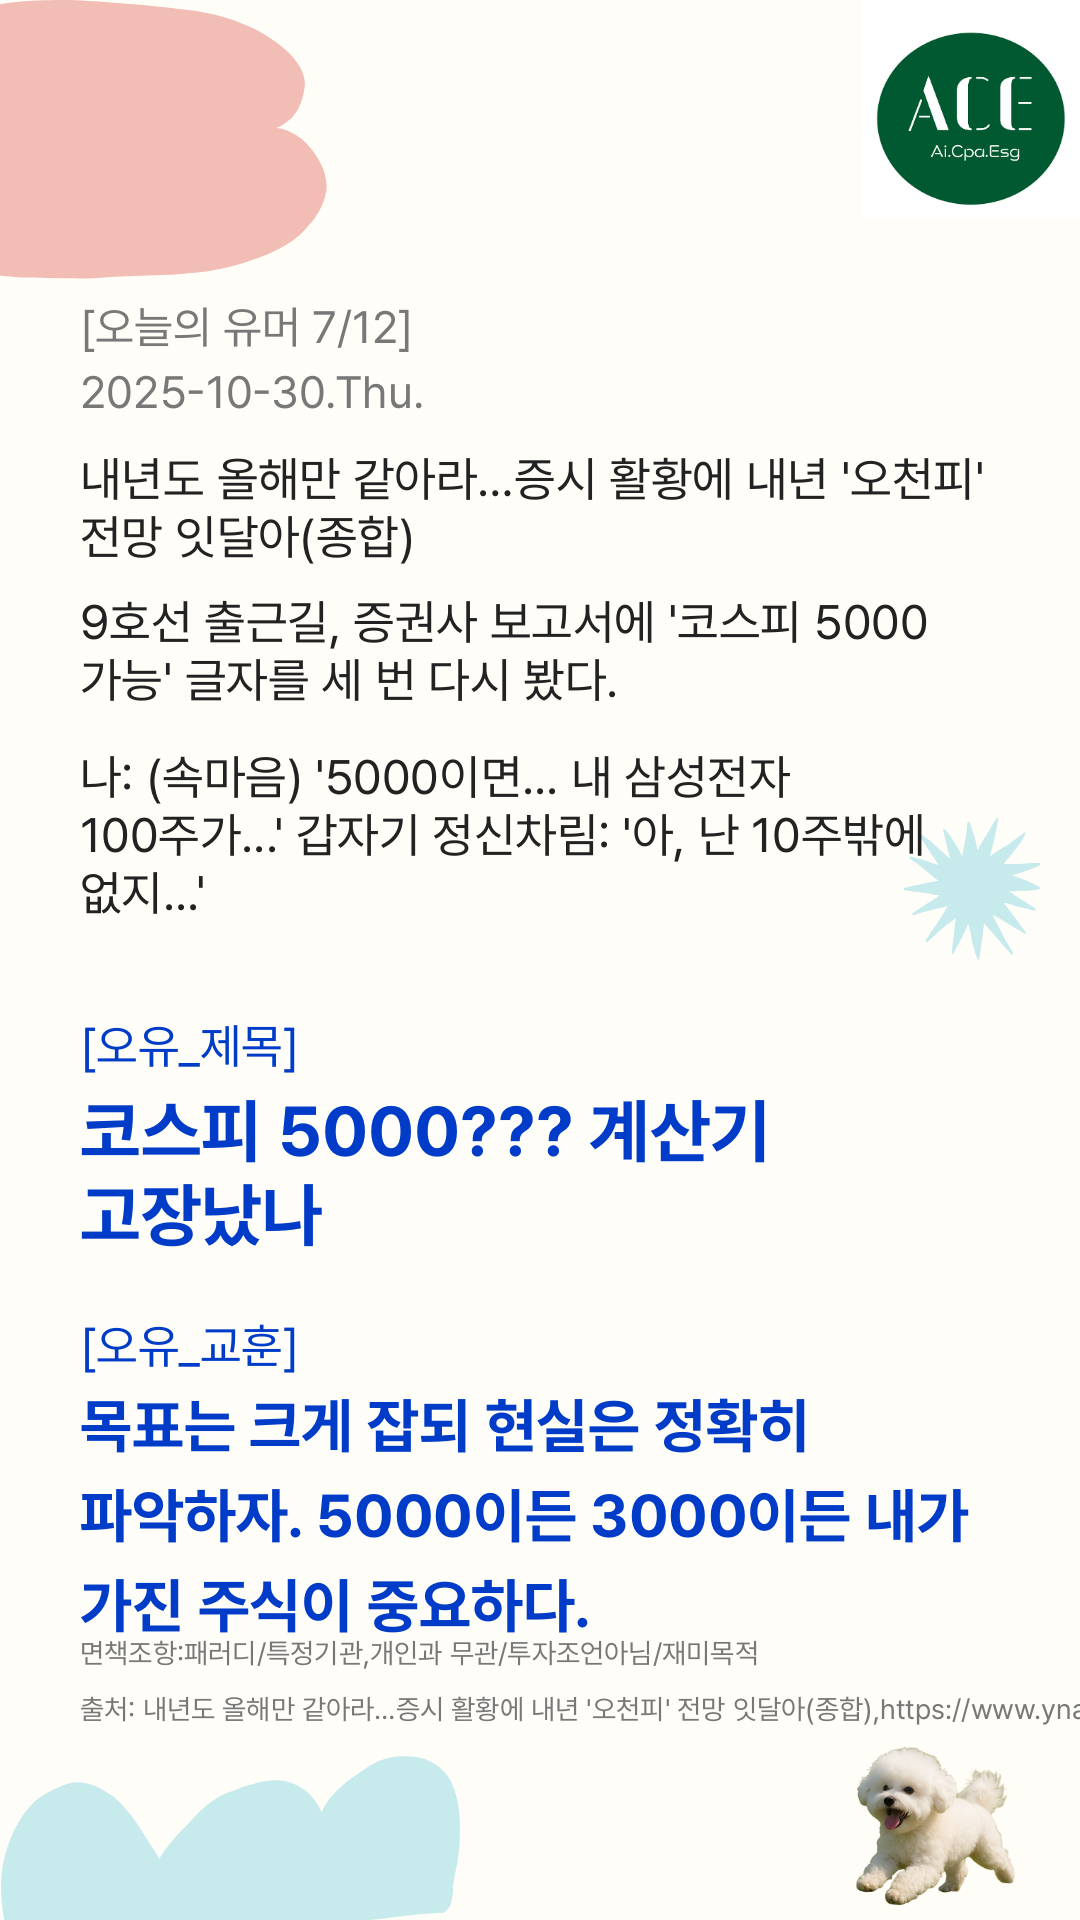 ACE
Ai.Cpa.Esg
[오늘의 유머 7/12]
2025-10-30.Thu.
내년도 올해만 같아라...증시 활황에 내년 '오천피'
전망 잇달아(종합)
9호선 출근길, 증권사 보고서에 '코스피 5000
가능' 글자를 세 번 다시 봤다.
나: (속마음) '5000이면... 내 삼성전자
100주가...' 갑자기 정신차림: '아, 난 10주밖에
없지...'
[오유_제목]
코스피 5000??? 계산기
고장났나
[오유_교훈]
목표는 크게 잡되 현실은 정확히
파악하자. 5000이든 3000이든 내가
가진 주식이 중요하다.
면책조항:패러디/특정기관,개인과 무관/투자조언아님/재미목적
출처: 내년도 올해만 같아라...증시 활황에 내년 '오천피' 전망 잇달아(종합),https://www.yna